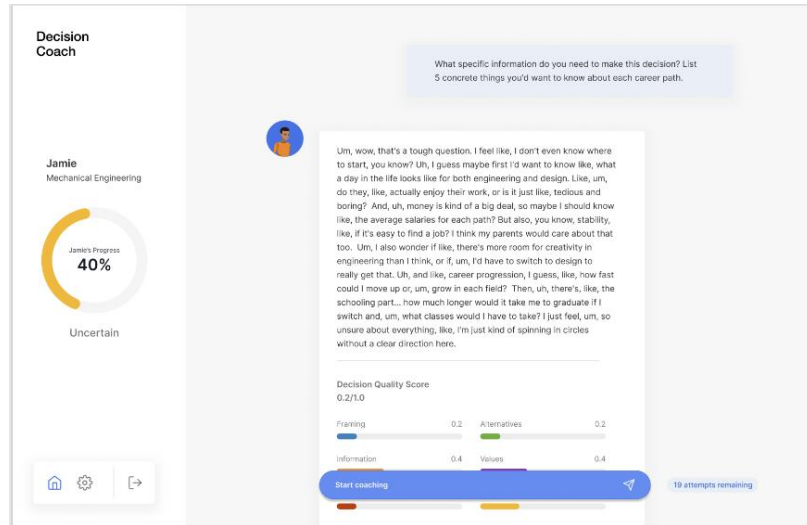 Decision
Coach
What specific information do you need to make this decision? List
5 concrete things you'd want to know about each career path.
Jamie
Mechanical Engineering
Jamie's Progress
40%
Uncertain
Um, wow, that's a tough question. I feel like, I don't even know where
to start, you know? Uh, I guess maybe first I'd want to know like, what
a day in the life looks like for both engineering and design. Like, um,
do they, like, actually enjoy their work, or is it just like, tedious and
boring? And, uh, money is kind of a big deal, so maybe I should know
like, the average salaries for each path? But also, you know, stability,
like, if it's easy to find a job? I think my parents would care about that
too. Um, I also wonder if like, there's more room for creativity in
engineering than I think, or if, um, I'd have to switch to design to
really get that. Uh, and like, career progression, I guess, like, how fast
could I move up or, um, grow in each field? Then, uh, there's, like, the
schooling part... how much longer would it take me to graduate if I
switch and, um, what classes would I have to take? I just feel, um, so
unsure about everything, like, I'm just kind of spinning in circles
without a clear direction here.
Decision Quality Score
0.2/1.0
Framing 0.2 Alternatives 0.2
Information 0.4 Values 0.4
Start coaching
19 attempts remaining